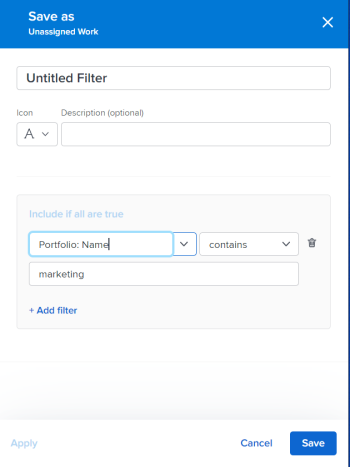 Save as
Unassigned Work
Untitled Filter
Icon Description (optional)
A
Include if all are true
Portfolio: Name contains
marketing
+ Add filter
Apply Cancel Save